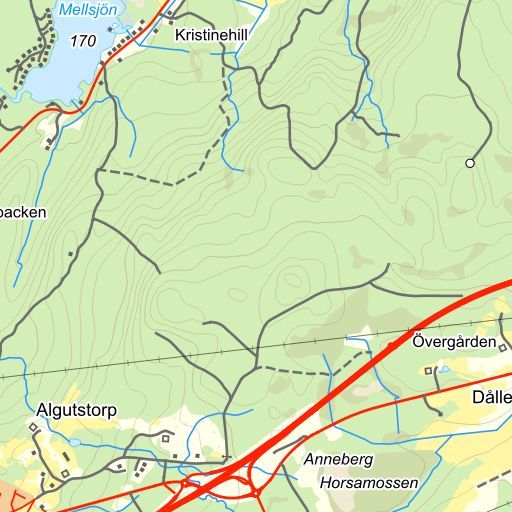 Mellsjön
170
Kristinehill
backen
Övergården
Dålle
Algutstorp
Anneberg
Horsamossen